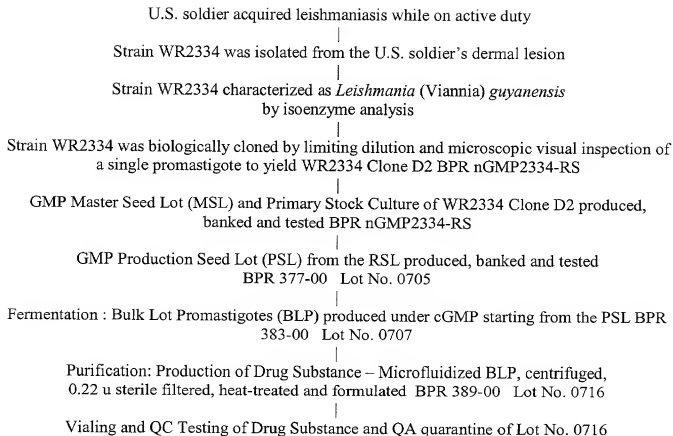 U.S. soldier acquired leishmaniasis while on active duty
Strain WR2334 was isolated from the U.S. soldier's dermal lesion
Strain WR2334 characterized as Leishmania (Viannia) guyanensis
by isoenzyme analysis
Strain WR2334 was biologically cloned by limiting dilution and microscopic visual inspection of
a single promastigote to yield WR2334 Clone D2 BPR nGMP2334-RS
GMP Master Seed Lot (MSL) and Primary Stock Culture of WR2334 Clone D2 produced,
banked and tested BPR nGMP2334-RS
GMP Production Seed Lot (PSL) from the RSL produced, banked and tested
BPR 377-00 Lot No. 0705
Fermentation : Bulk Lot Promastigotes (BLP) produced under cGMP starting from the PSL BPR
383-00 Lot No. 0707
Purification: Production of Drug Substance – Microfluidized BLP, centrifuged,
0.22 u sterile filtered, heat-treated and formulated BPR 389-00 Lot No. 0716
Vialing and QC Testing of Drug Substance and QA quarantine of Lot 0716